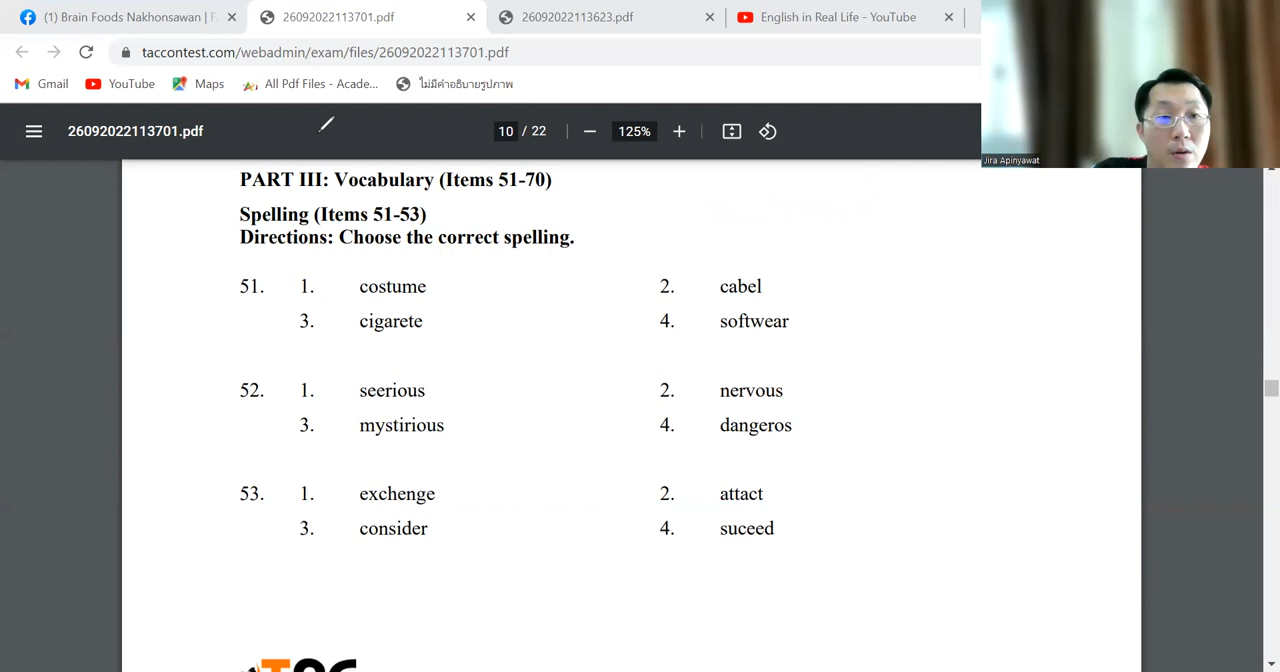 (1) Brain Foods Nakhonsawan | F
26092022113701.pdf
26092022113623.pdf
English in Real Life - YouTube
taccontest.com/webadmin/exam/files/26092022113701.pdf
Gmail
YouTube
Maps
All Pdf Files - Acade...
ไม่มีคำอธิบายรูปภาพ
Jira Apinyawat
26092022113701.pdf
10 / 22
125%
PART III: Vocabulary (Items 51-70)
Spelling (Items 51-53)
Directions: Choose the correct spelling.
51. 1. costume 2. cabel
3. cigarete 4. softwear
52. 1. seerious 2. nervous
3. mystirious 4. dangeros
53. 1. exchenge 2. attact
3. consider 4. suceed